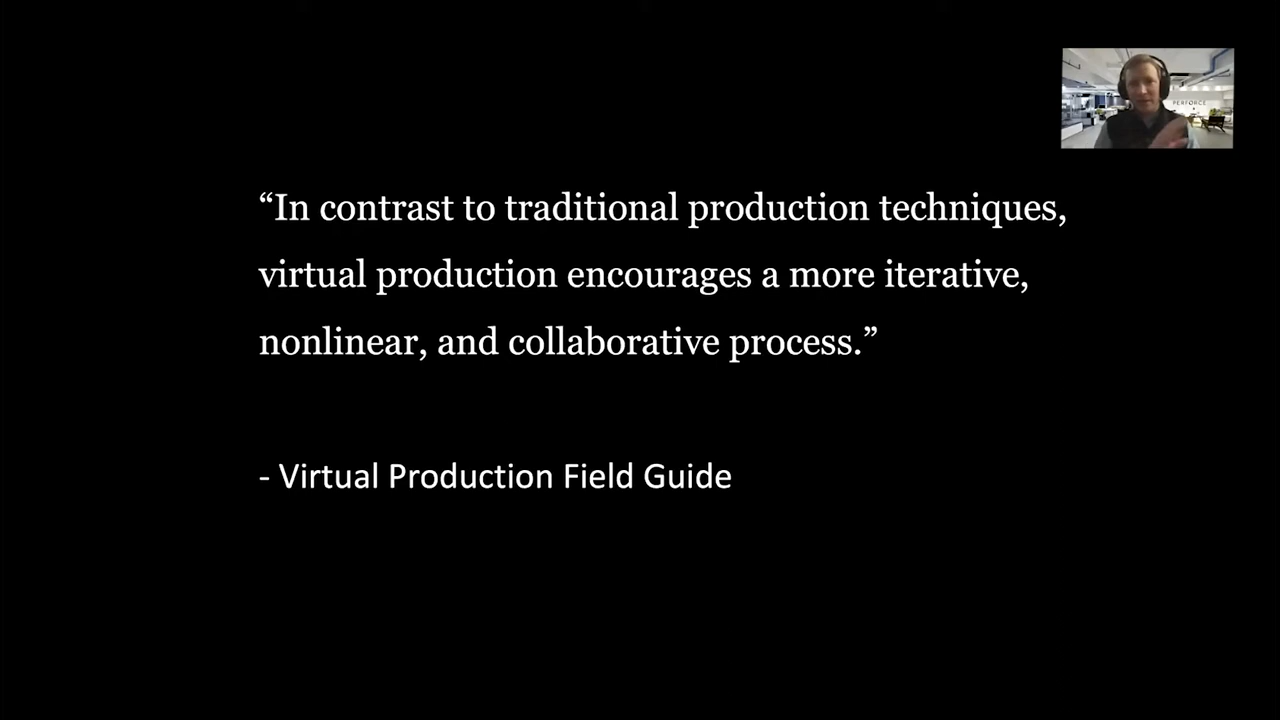 PERFORCE
“In contrast to traditional production techniques,
virtual production encourages a more iterative,
nonlinear, and collaborative process.”
- Virtual Production Field Guide